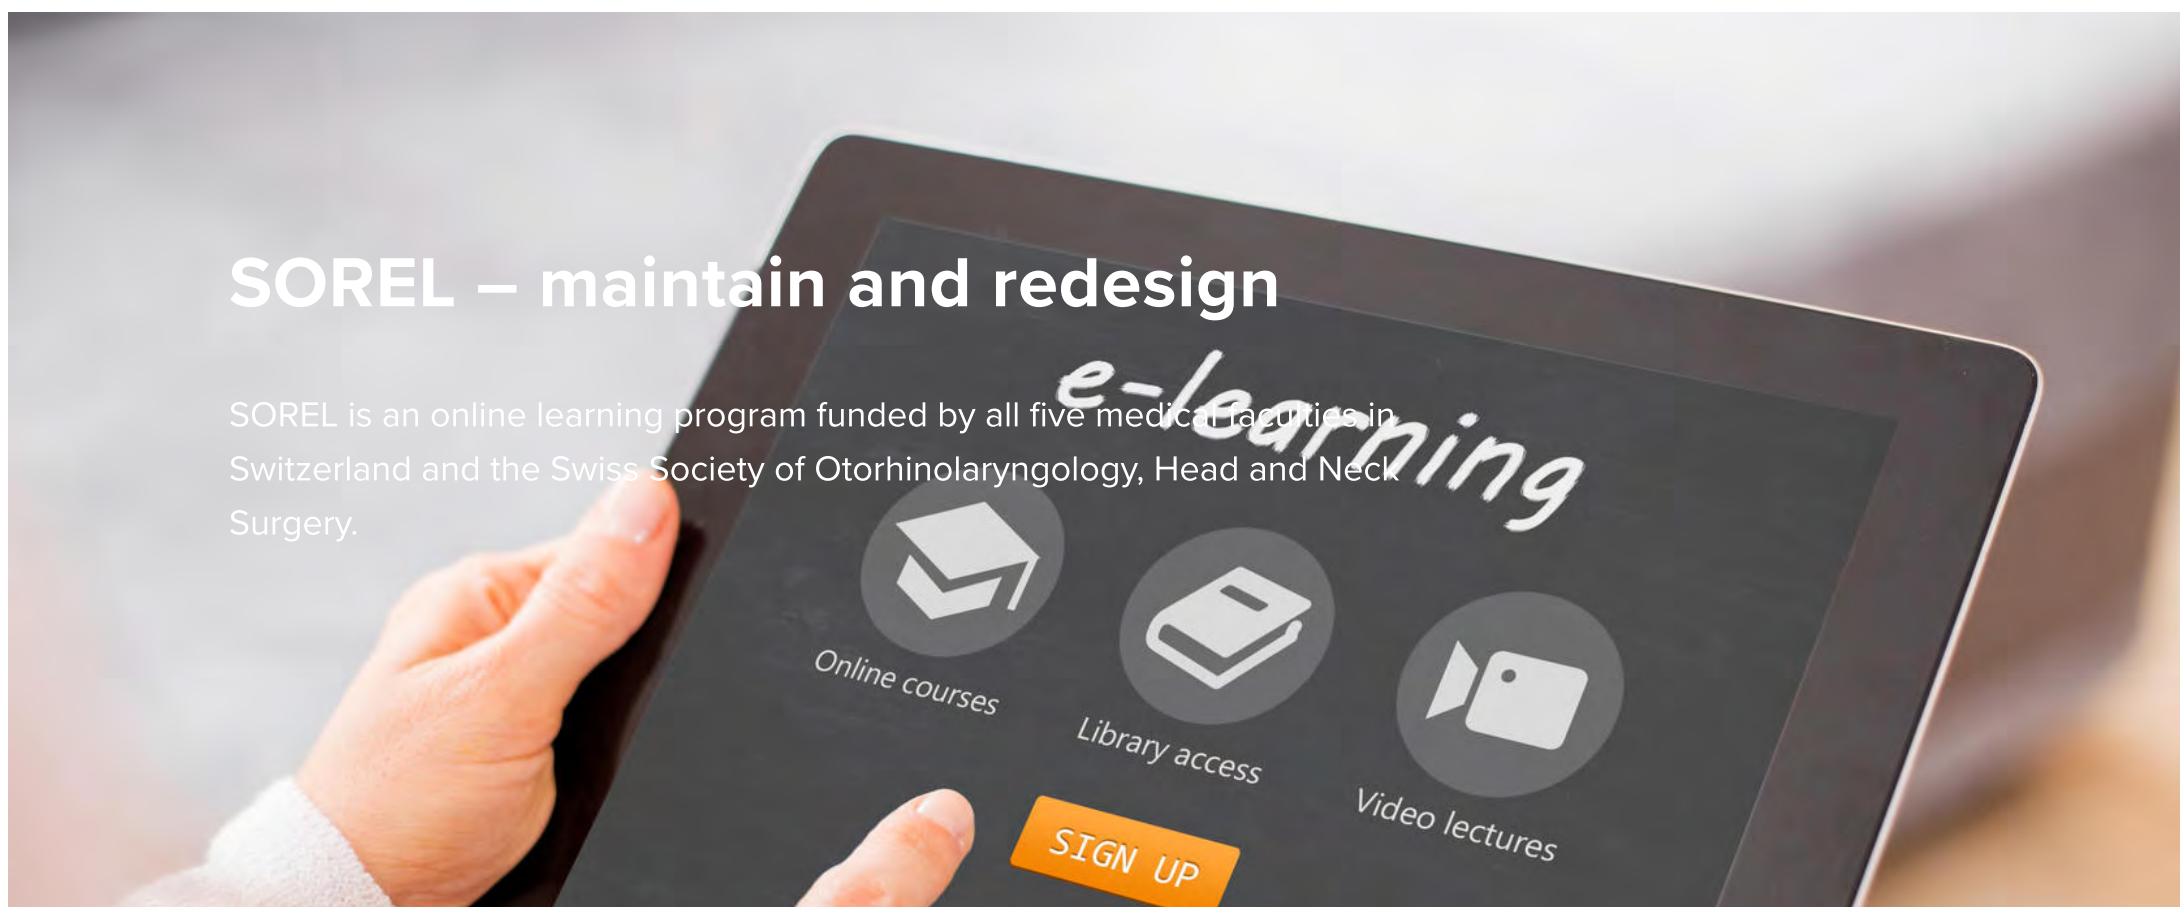 SOREL – maintain and redesign
SOREL is an online learning program funded by all five medical faculties in
Switzerland and the Swiss Society of Otorhinolaryngology, Head and Neck
Surgery.
e-learning
Online courses
Library access
Video lectures
SIGN UP